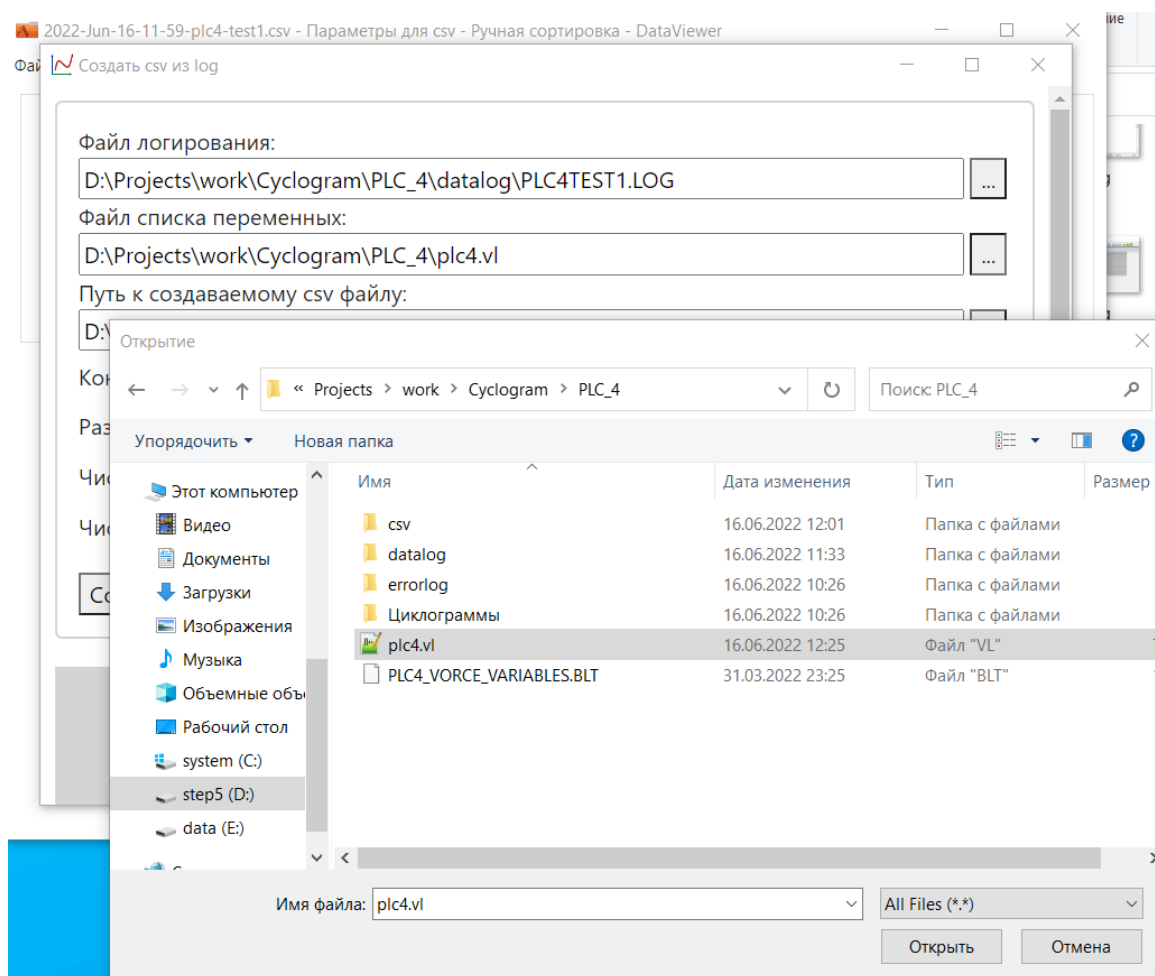 2022-Jun-16-11-59-plc4-test1.csv - Параметры для csv - Ручная сортировка - DataViewer
Создать csv из log
Файл логирования:
D:\Projects\work\Cyclogram\PLC_4\datalog\PLC4TEST1.LOG
...
Файл списка переменных:
D:\Projects\work\Cyclogram\PLC_4\plc4.vl
...
Путь к создаваемому csv файлу:
Открытие
« Projects > work > Cyclogram > PLC_4
Поиск: PLC_4
Упорядочить
Новая папка
Имя
Дата изменения
Тип
Размер
Этот компьютер
Видео
Документы
Загрузки
Изображения
Музыка
Объемные объ
Рабочий стол
system (C:)
step5 (D:)
data (E:)
csv 16.06.2022 12:01 Папка с файлами
datalog 16.06.2022 11:33 Папка с файлами
errorlog 16.06.2022 10:26 Папка с файлами
Циклограммы 16.06.2022 10:26 Папка с файлами
plc4.vl 16.06.2022 12:25 Файл "VL"
PLC4_VORCE_VARIABLES.BLT 31.03.2022 23:25 Файл "BLT"
Имя файла: plc4.vl
All Files (*.*)
Открыть
Отмена